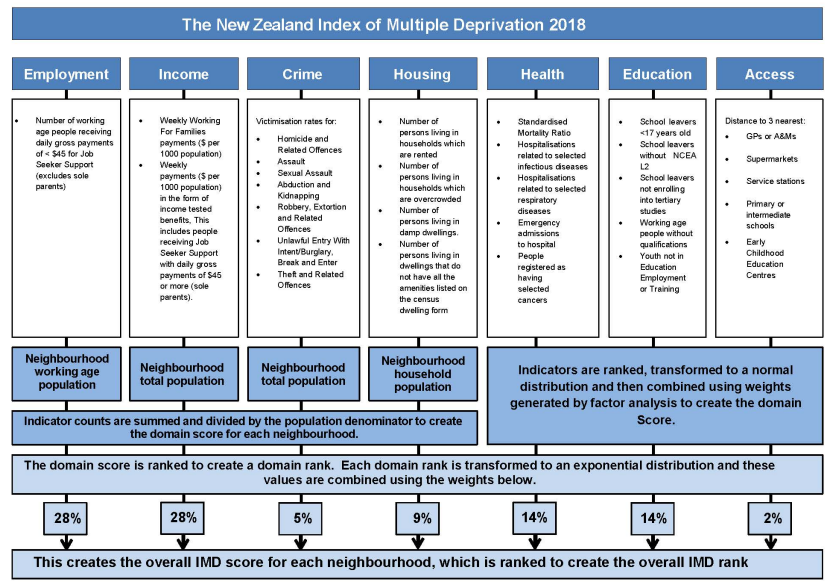 The New Zealand Index of Multiple Deprivation 2018
Employment
Income
Crime
Housing
Health
Education
Access
• Number of working
age people receiving
daily gross payments
of < $45 for Job
Seeker Support
(excludes sole
parents)
• Weekly Working
For Families
payments ($ per
1000 population)
• Weekly
payments ($ per
1000 population)
in the form of
income tested
benefits, This
includes people
receiving Job
Seeker Support
with daily gross
payments of $45
or more (sole
parents).
Victimisation rates for:
• Homicide and
Related Offences
• Assault
• Sexual Assault
• Abduction and
Kidnapping
• Robbery, Extortion
and Related
Offences
• Unlawful Entry With
Intent/Burglary,
Break and Enter
• Theft and Related
Offences
• Number of
persons living in
households which
are rented
• Number of
persons living in
households which
are overcrowded
• Number of
persons living in
damp dwellings.
• Number of
persons living in
dwellings that do
not have all the
amenities listed on
the census
dwelling form
• Standardised
Mortality Ratio
• Hospitalisations
related to selected
infectious diseases
• Hospitalisations
related to selected
respiratory
diseases
• Emergency
admissions
to hospital
• People
registered as
having
selected
cancers
• School leavers
<17 years old
• School leavers
without NCEA
L2
• School leavers
not enrolling
into tertiary
studies
• Working age
people without
qualifications
• Youth not in
Education
Employment
or Training
Distance to 3 nearest:
• GPs or A&Ms
• Supermarkets
• Service stations
• Primary or
intermediate
schools
• Early
Childhood
Education
Centres
Neighbourhood
working age
population
Neighbourhood
total population
Neighbourhood
total population
Neighbourhood
household
population
Indicators are ranked, transformed to a normal
distribution and then combined using weights
generated by factor analysis to create the domain
Score.
Indicator counts are summed and divided by the population denominator to create
the domain score for each neighbourhood.
The domain score is ranked to create a domain rank. Each domain rank is transformed to an exponential distribution and these
values are combined using the weights below.
28%
28%
5%
9%
14%
14%
2%
This creates the overall IMD score for each neighbourhood, which is ranked to create the overall IMD rank